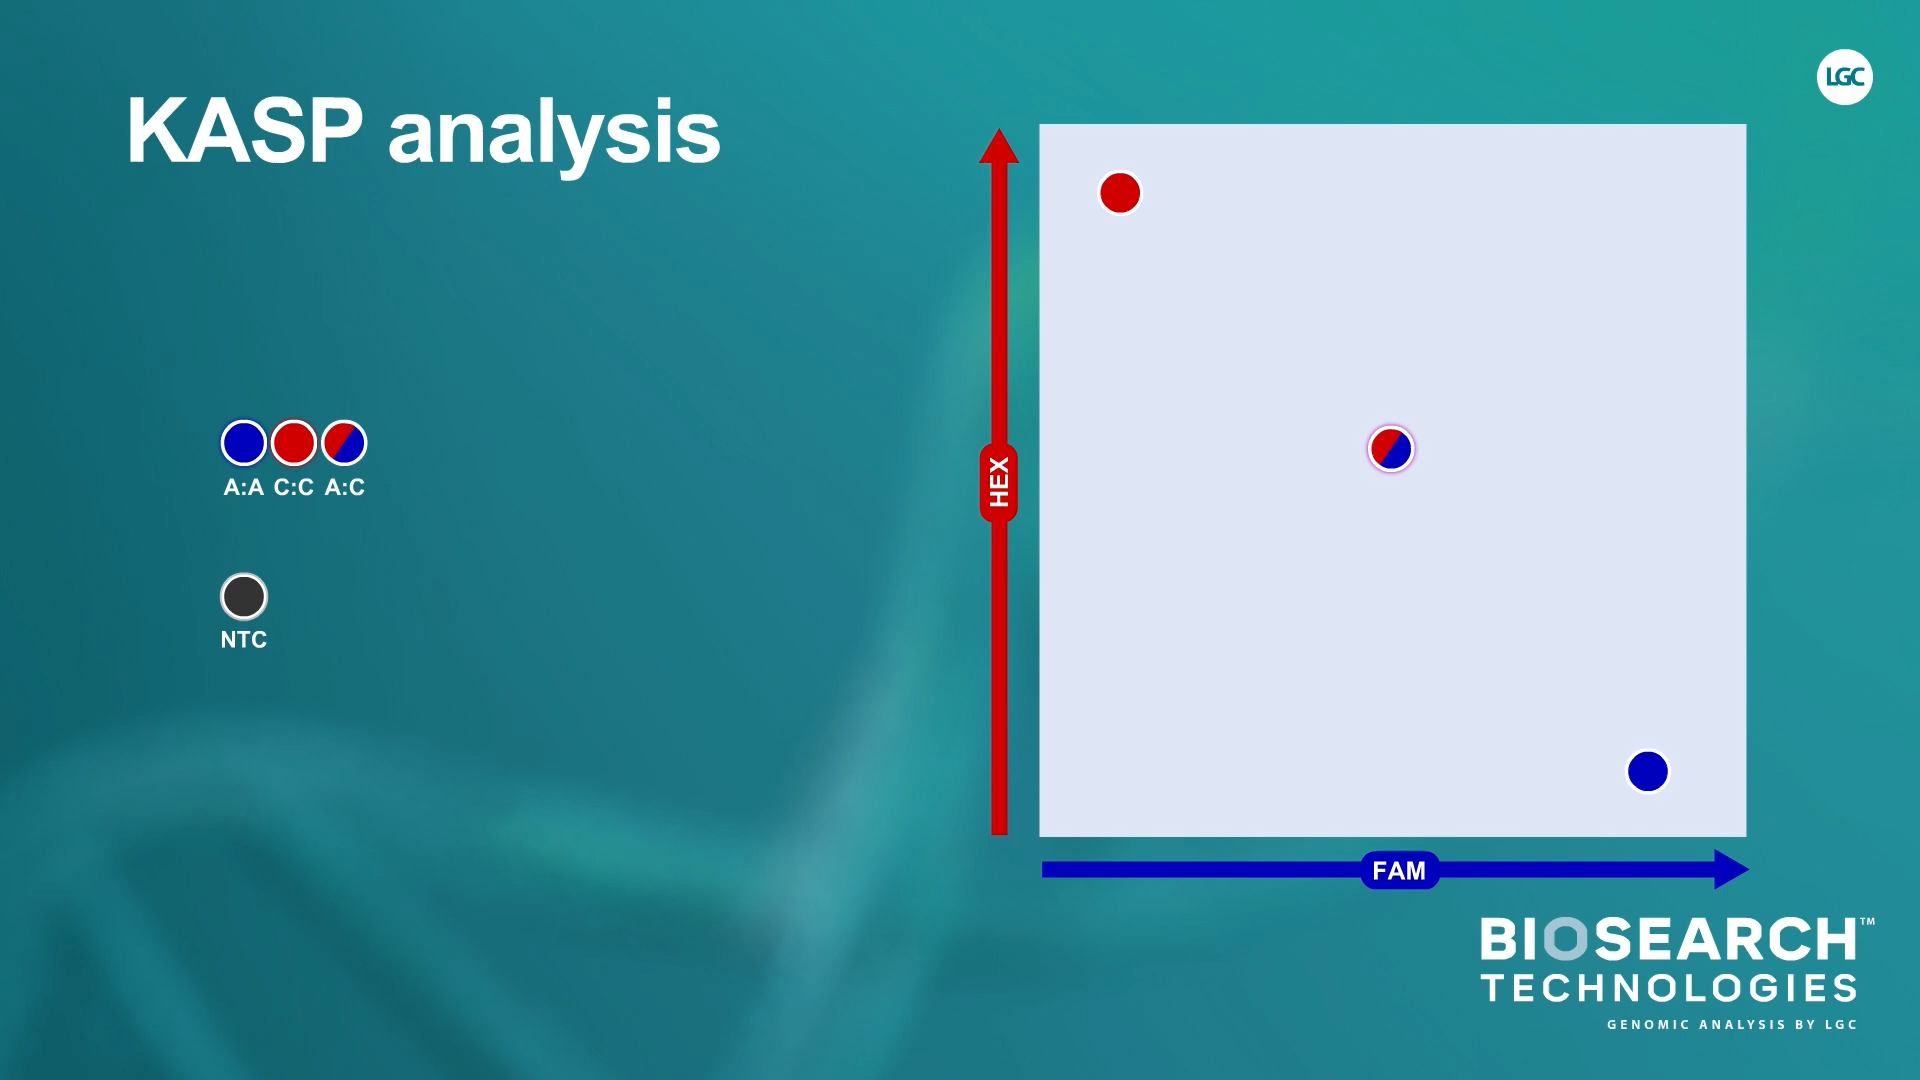 KASP analysis
LGC
A:A C:C A:C
NTC
HEX
FAM
BIOSEARCH™
TECHNOLOGIES
GENOMIC ANALYSIS BY LGC